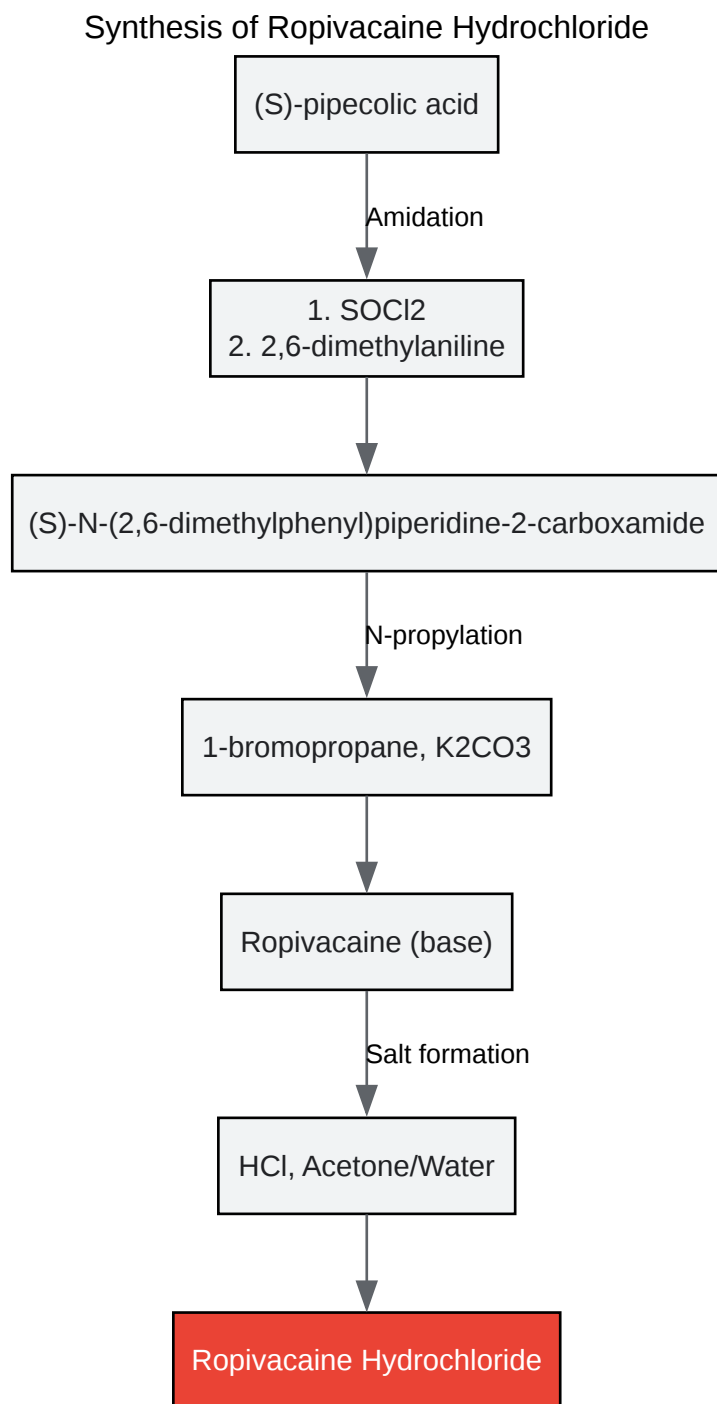 Synthesis of Ropivacaine Hydrochloride
(S)-pipecolic acid
Amidation
1. SOCl2
2. 2,6-dimethylaniline
(S)-N-(2,6-dimethylphenyl)piperidine-2-carboxamide
N-propylation
1-bromopropane, K2CO3
Ropivacaine (base)
Salt formation
HCl, Acetone/Water
Ropivacaine Hydrochloride